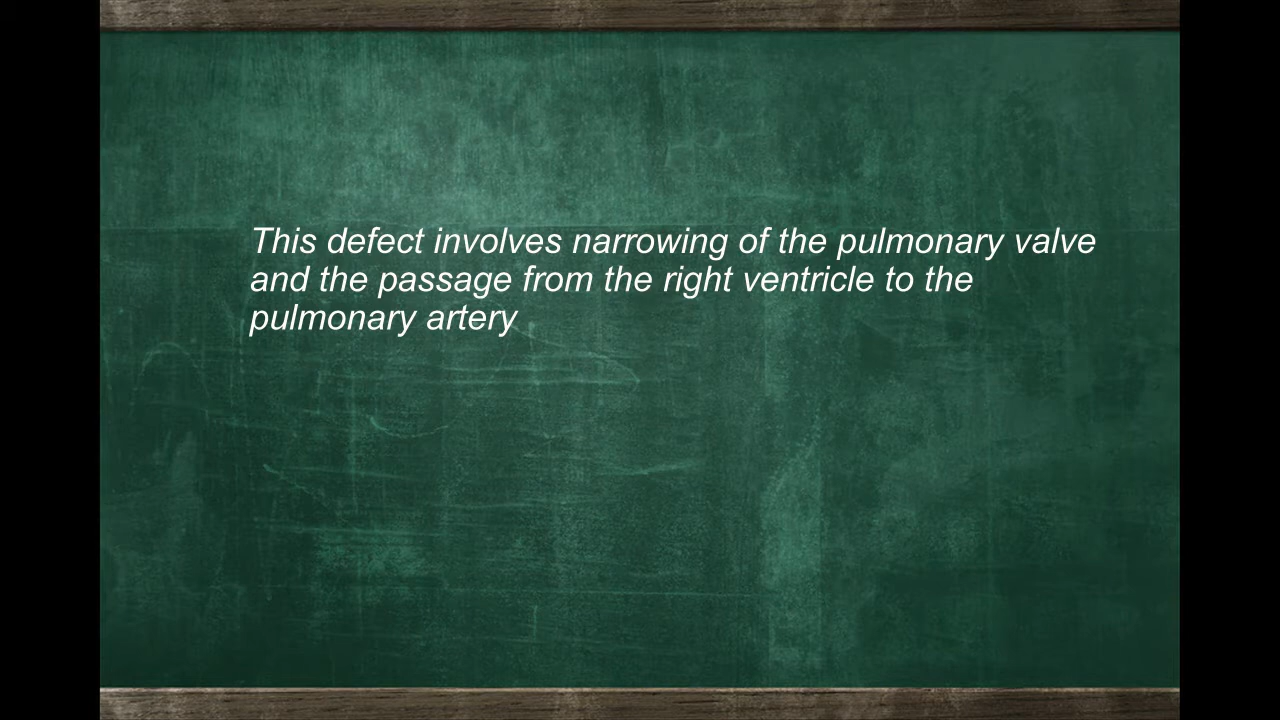 This defect involves narrowing of the pulmonary valve
and the passage from the right ventricle to the
pulmonary artery